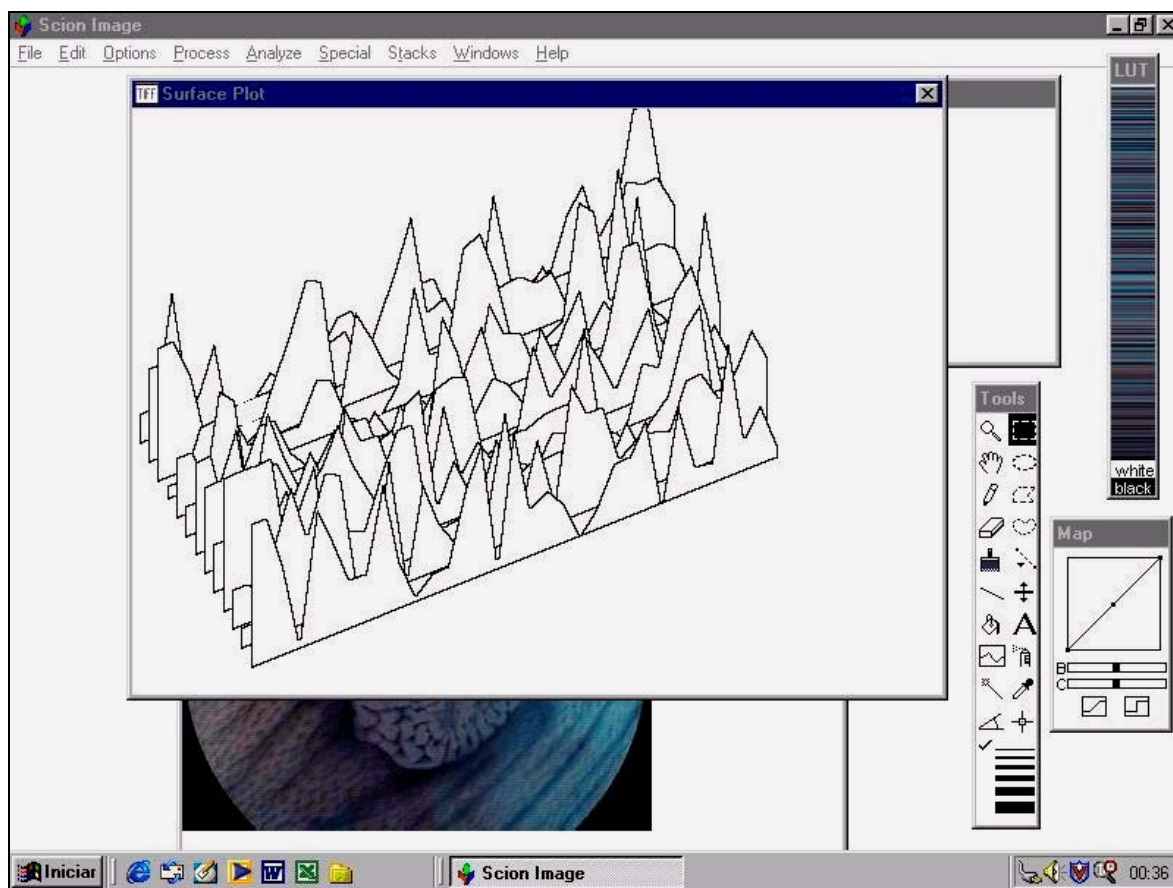 Scion Image
File Edit Options Process Analyze Special Stacks Windows Help
TIFF Surface Plot
LUT
white
black
Tools
A
Map
B
C
Iniciar
Scion Image
00:36